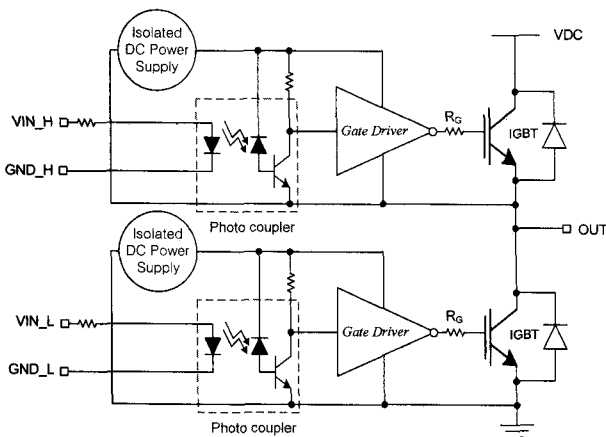 Isolated
DC Power
Supply
VDC
VIN_H
Gate Driver
RG
IGBT
GND_H
Photo coupler
OUT
Isolated
DC Power
Supply
VIN_L
Gate Driver
RG
IGBT
GND_L
Photo coupler